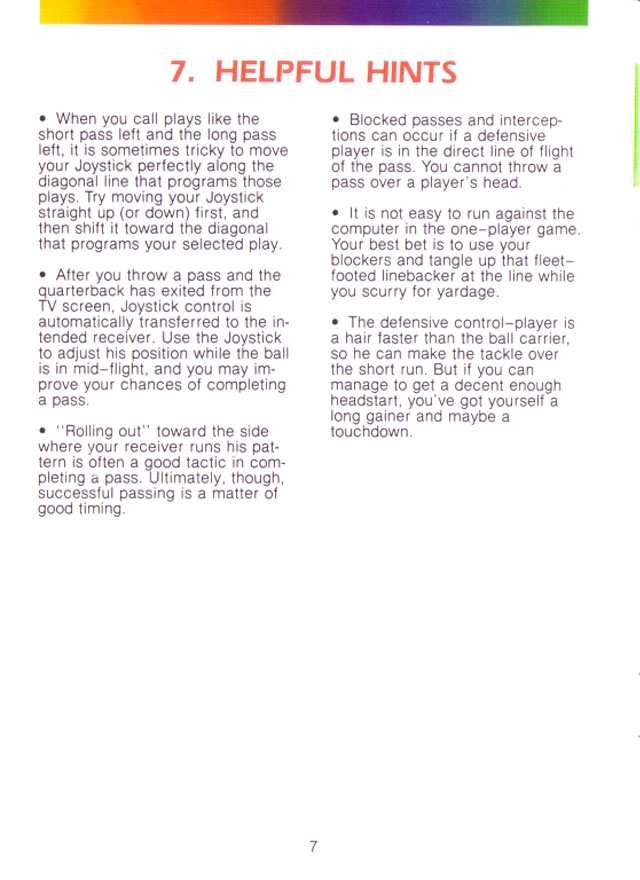 7. HELPFUL HINTS
• When you call plays like the
short pass left and the long pass
left, it is sometimes tricky to move
your Joystick perfectly along the
diagonal line that programs those
plays. Try moving your Joystick
straight up (or down) first, and
then shift it toward the diagonal
that programs your selected play.
• After you throw a pass and the
quarterback has exited from the
TV screen, Joystick control is
automatically transferred to the in-
tended receiver. Use the Joystick
to adjust his position while the ball
is in mid-flight, and you may im-
prove your chances of completing
a pass.
• "Rolling out" toward the side
where your receiver runs his pat-
tern is often a good tactic in com-
pleting a pass. Ultimately, though,
successful passing is a matter of
good timing.
• Blocked passes and intercep-
tions can occur if a defensive
player is in the direct line of flight
of the pass. You cannot throw a
pass over a player's head.
• It is not easy to run against the
computer in the one-player game.
Your best bet is to use your
blockers and tangle up that fleet-
footed linebacker at the line while
you scurry for yardage.
• The defensive control-player is
a hair faster than the ball carrier,
so he can make the tackle over
the short run. But if you can
manage to get a decent enough
headstart, you've got yourself a
long gainer and maybe a
touchdown.
7